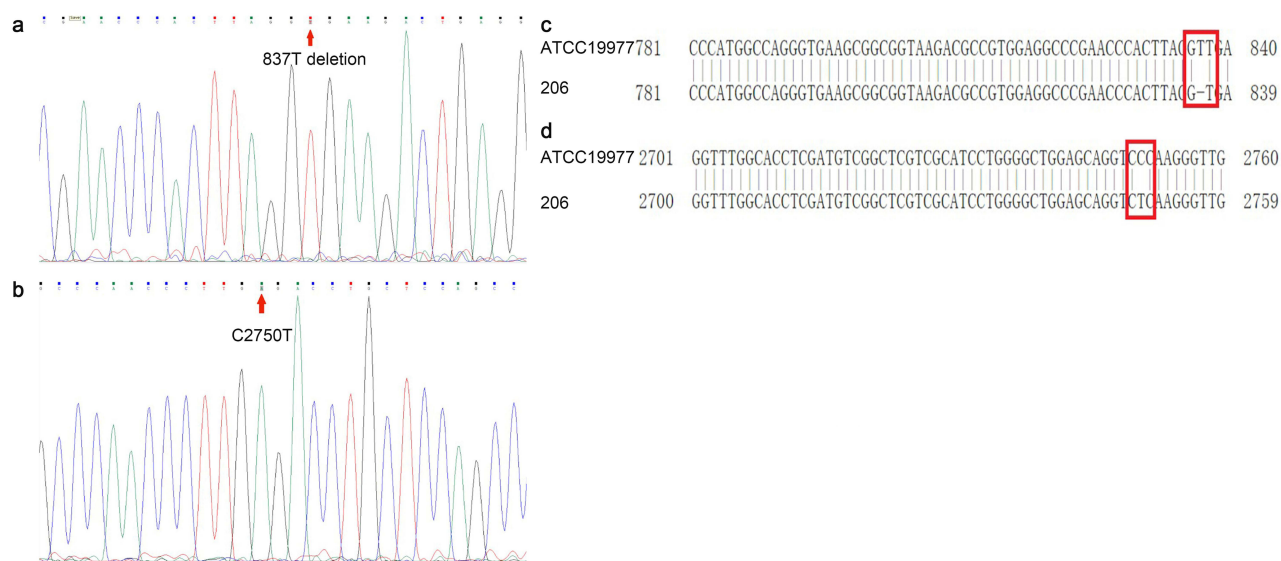 a
837T deletion
b
C2750T
c
ATCC19977 781 CCCATGGCCAGGGTGAAGCGGCGGTAAGACGCCGTGGAGGCCCGAACCCACTTAGGTTGA 840
206 781 CCCATGGCCAGGGTGAAGCGGCGGTAAGACGCCGTGGAGGCCCGAACCCACTTAGG-TGA 839
d
ATCC19977 2701 GGTTTGGCACCTCGATGTCGGCTCGTCGCATCCTGGGGCTGGAGCAGGTCCCAAGGGTTG 2760
206 2700 GGTTTGGCACCTCGATGTCGGCTCGTCGCATCCTGGGGCTGGAGCAGGTCTCAAGGGTTG 2759